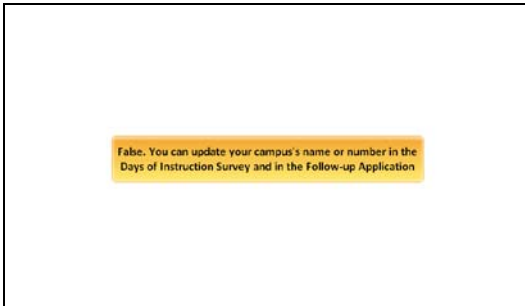 False. You can update your campus's name or number in the
Days of Instruction Survey and in the Follow-up Application